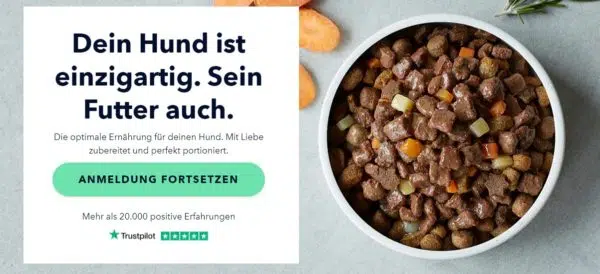 Dein Hund ist
einzigartig. Sein
Futter auch.
Die optimale Ernährung für deinen Hund. Mit Liebe
zubereitet und perfekt portioniert.
ANMELDUNG FORTSETZEN
Mehr als 20.000 positive Erfahrungen
Trustpilot